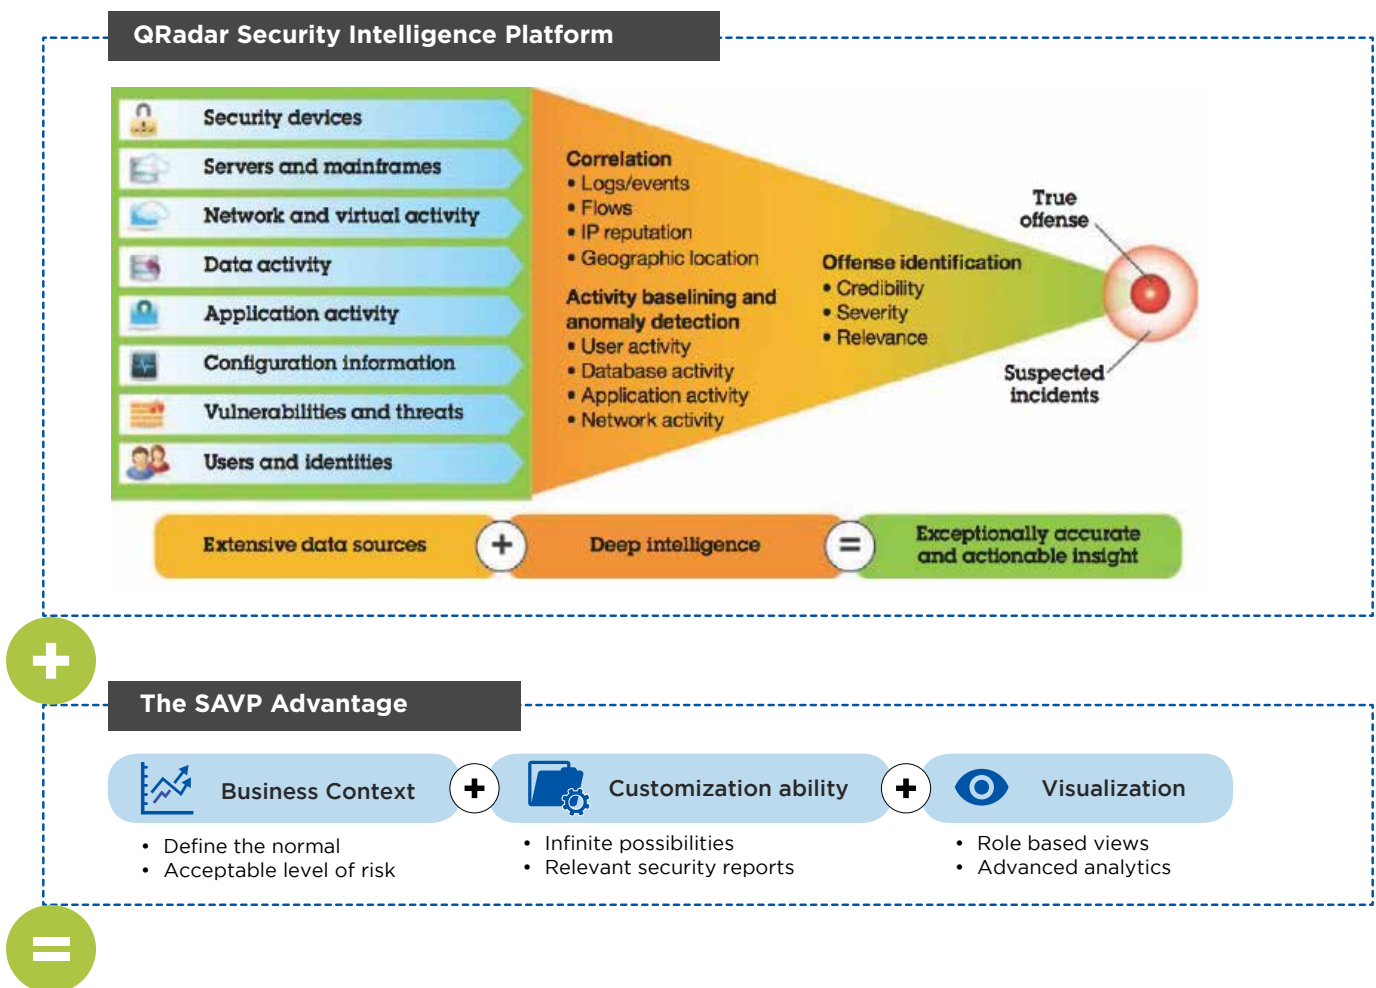 QRadar Security Intelligence Platform
Security devices
Servers and mainframes
Network and virtual activity
Data activity
Application activity
Configuration information
Vulnerabilities and threats
Users and identities
Correlation
• Logs/events
• Flows
• IP reputation
• Geographic location
Activity baselining and
anomaly detection
• User activity
• Database activity
• Application activity
• Network activity
Offense identification
• Credibility
• Severity
• Relevance
True
offense
Suspected
incidents
Extensive data sources
+
Deep intelligence
=
Exceptionally accurate
and actionable insight
+
The SAVP Advantage
Business Context
+
Customization ability
+
Visualization
• Define the normal
• Acceptable level of risk
• Infinite possibilities
• Relevant security reports
• Role based views
• Advanced analytics
=